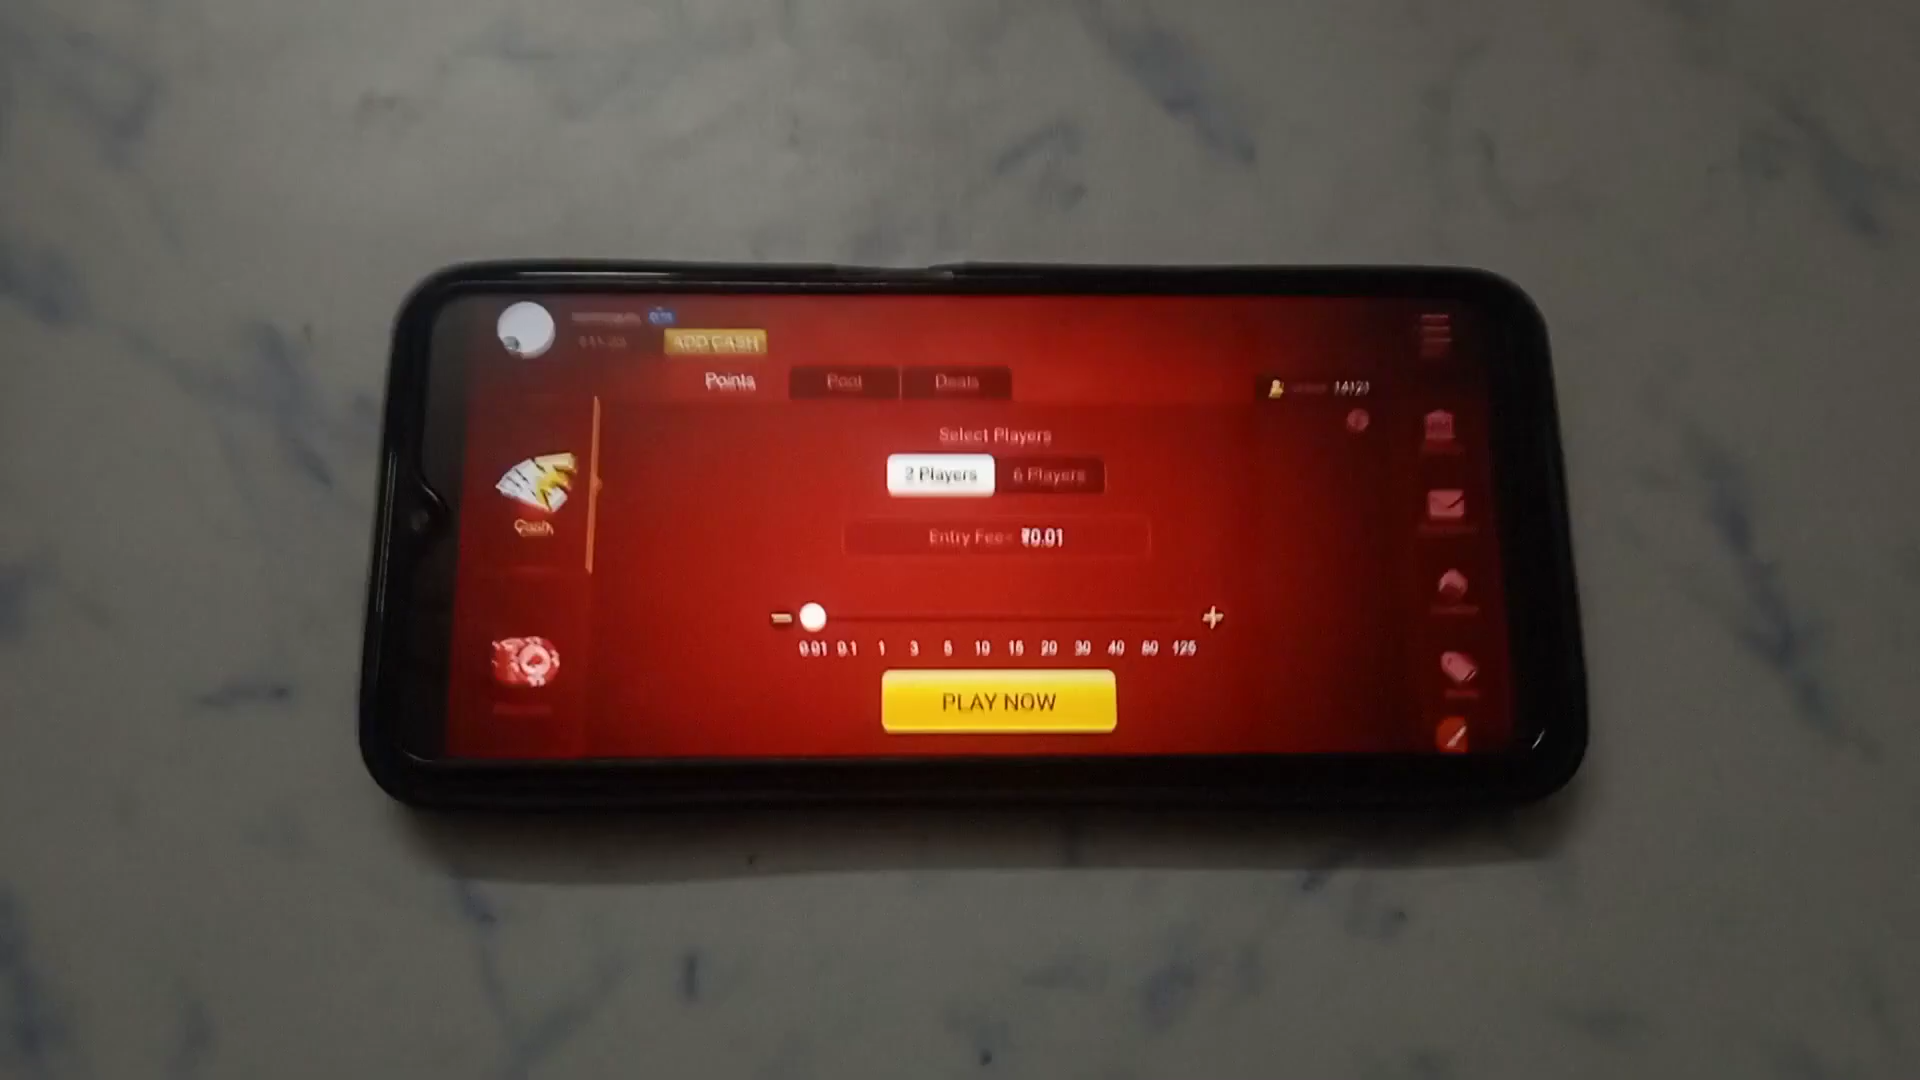 ADD CASH
Points Pool Deals
14121
Select Players
2 Players 6 Players
Entry Fee- ₹0.01
Cash
- +
0.01 0.1 1 3 5 10 15 20 30 40 80 125
PLAY NOW